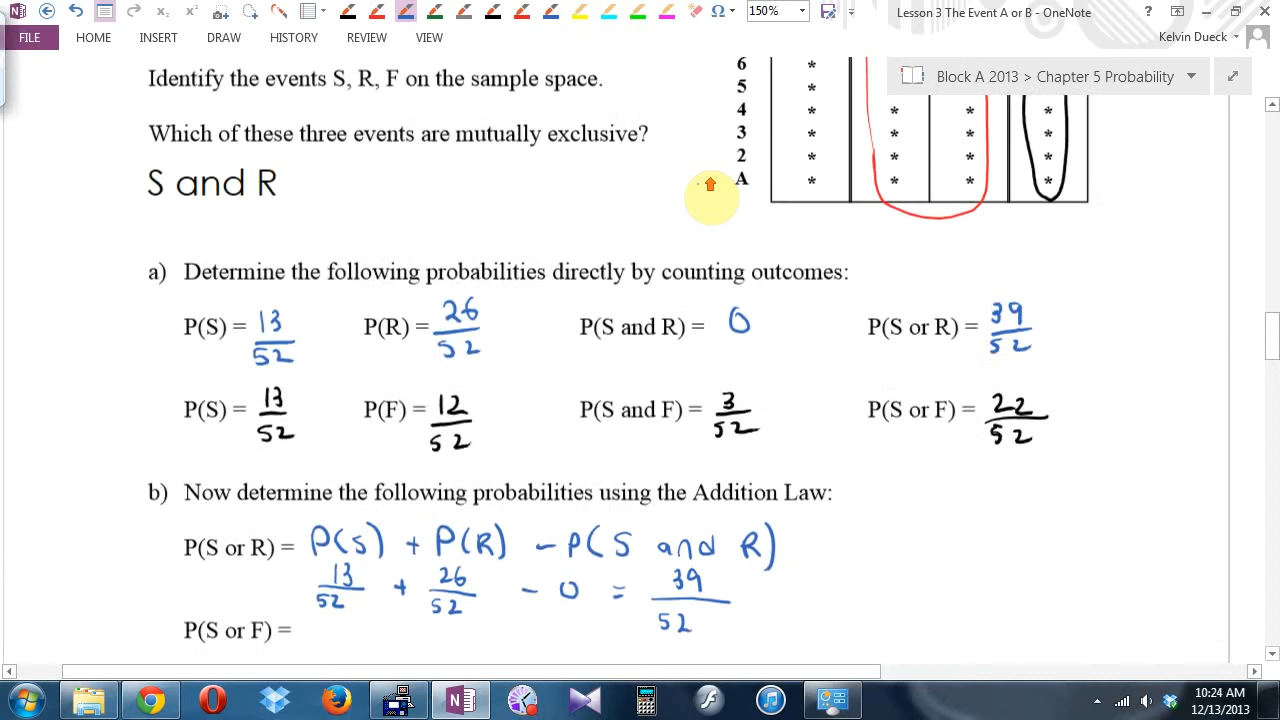 150%
Lesson 3 The Event A or B - OneNote
FILE HOME INSERT DRAW HISTORY REVIEW VIEW
Kelvin Dueck
Block A 2013 > Chapter 5 Probability
Identify the events S, R, F on the sample space.
Which of these three events are mutually exclusive?
S and R
6 *
5 *
4 * * * *
3 * * * *
2 * * * *
A * * * *
a) Determine the following probabilities directly by counting outcomes:
P(S) = 13/52 P(R) = 26/52 P(S and R) = 0 P(S or R) = 39/52
P(S) = 13/52 P(F) = 12/52 P(S and F) = 3/52 P(S or F) = 22/52
b) Now determine the following probabilities using the Addition Law:
P(S or R) = P(S) + P(R) - P(S and R)
13/52 + 26/52 - 0 = 39/52
P(S or F) =
10:24 AM
12/13/2013